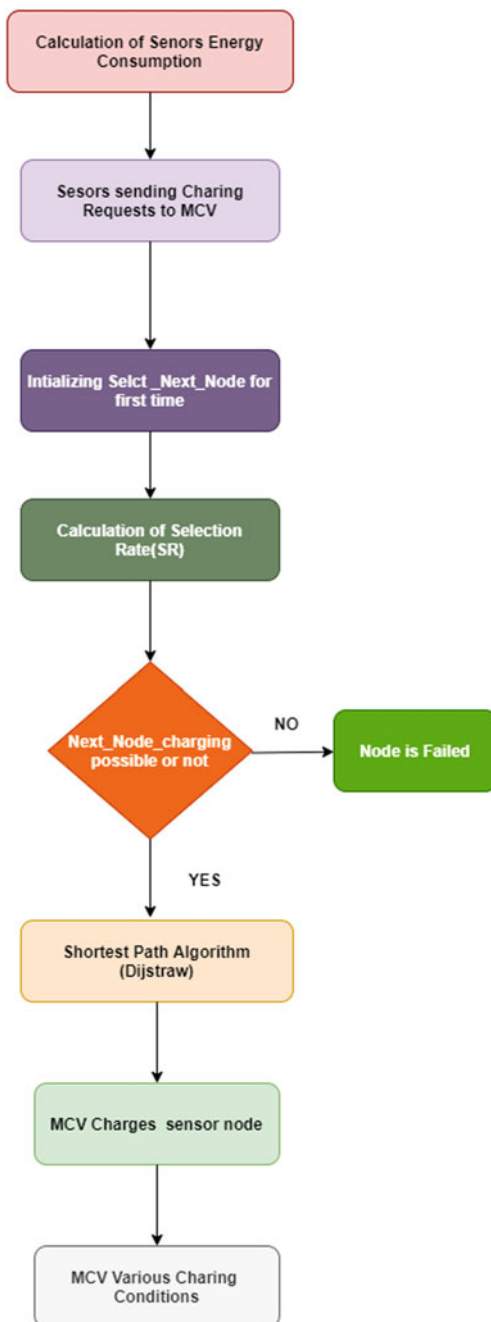 Calculation of Senors Energy
Consumption
Sesors sending Charing
Requests to MCV
Intializing Selct _Next_Node for
first time
Calculation of Selection
Rate(SR)
Next_Node_charging
possible or not
NO
Node is Failed
YES
Shortest Path Algorithm
(Dijstraw)
MCV Charges sensor node
MCV Various Charing
Conditions